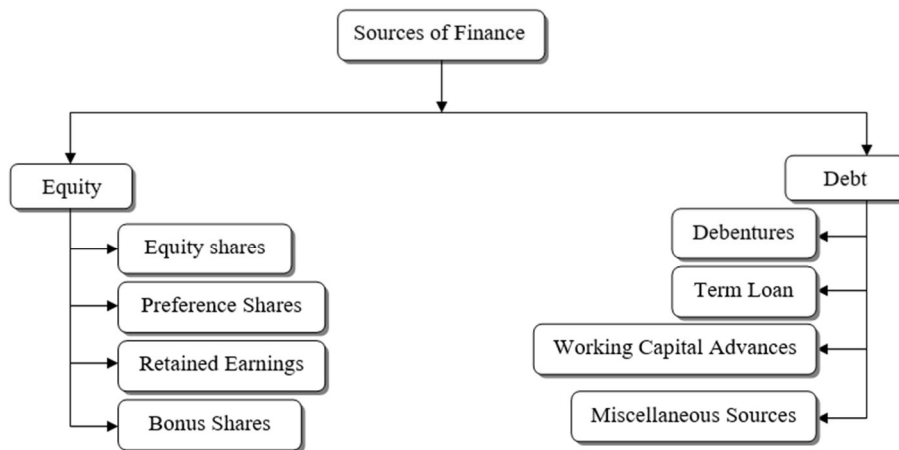 Sources of Finance
Equity
Equity shares
Preference Shares
Retained Earnings
Bonus Shares
Debt
Debentures
Term Loan
Working Capital Advances
Miscellaneous Sources